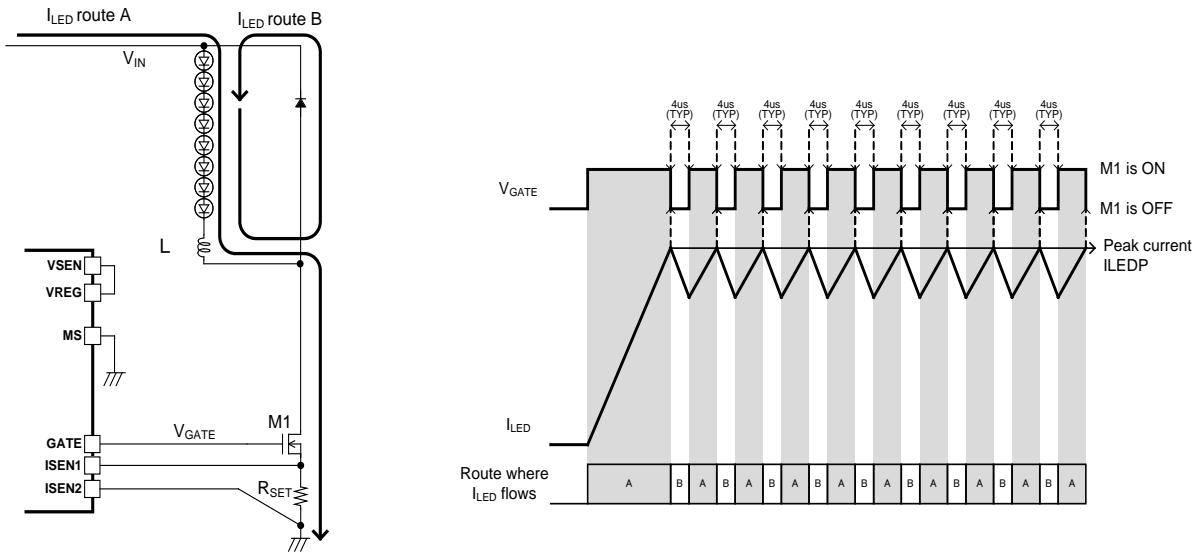 ILED route A
ILED route B
VIN
L
VSEN
VREG
MS
GATE
ISEN1
ISEN2
VGATE
M1
RSET
4us 4us 4us 4us 4us 4us 4us 4us 4us
(TYP) (TYP) (TYP) (TYP) (TYP) (TYP) (TYP) (TYP) (TYP)
VGATE
M1 is ON
M1 is OFF
Peak current
ILEDP
ILED
Route where
ILED flows
A B A B A B A B A B A B A B A B A B A